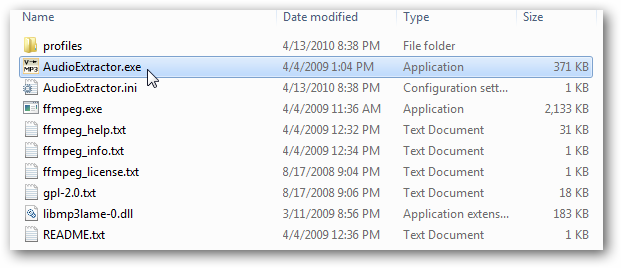 Name Date modified Type Size
profiles 4/13/2010 8:38 PM File folder
V→ MP3 AudioExtractor.exe 4/4/2009 1:04 PM Application 371 KB
AudioExtractor.ini 4/13/2010 8:38 PM Configuration sett... 1 KB
ffmpeg.exe 4/4/2009 11:36 AM Application 2,133 KB
ffmpeg_help.txt 4/4/2009 12:32 PM Text Document 31 KB
ffmpeg_info.txt 4/4/2009 12:34 PM Text Document 1 KB
ffmpeg_license.txt 8/17/2008 9:04 PM Text Document 1 KB
gpl-2.0.txt 8/17/2008 9:06 PM Text Document 18 KB
libmp3lame-0.dll 3/11/2009 8:56 PM Application extens... 183 KB
README.txt 4/4/2009 12:36 PM Text Document 1 KB